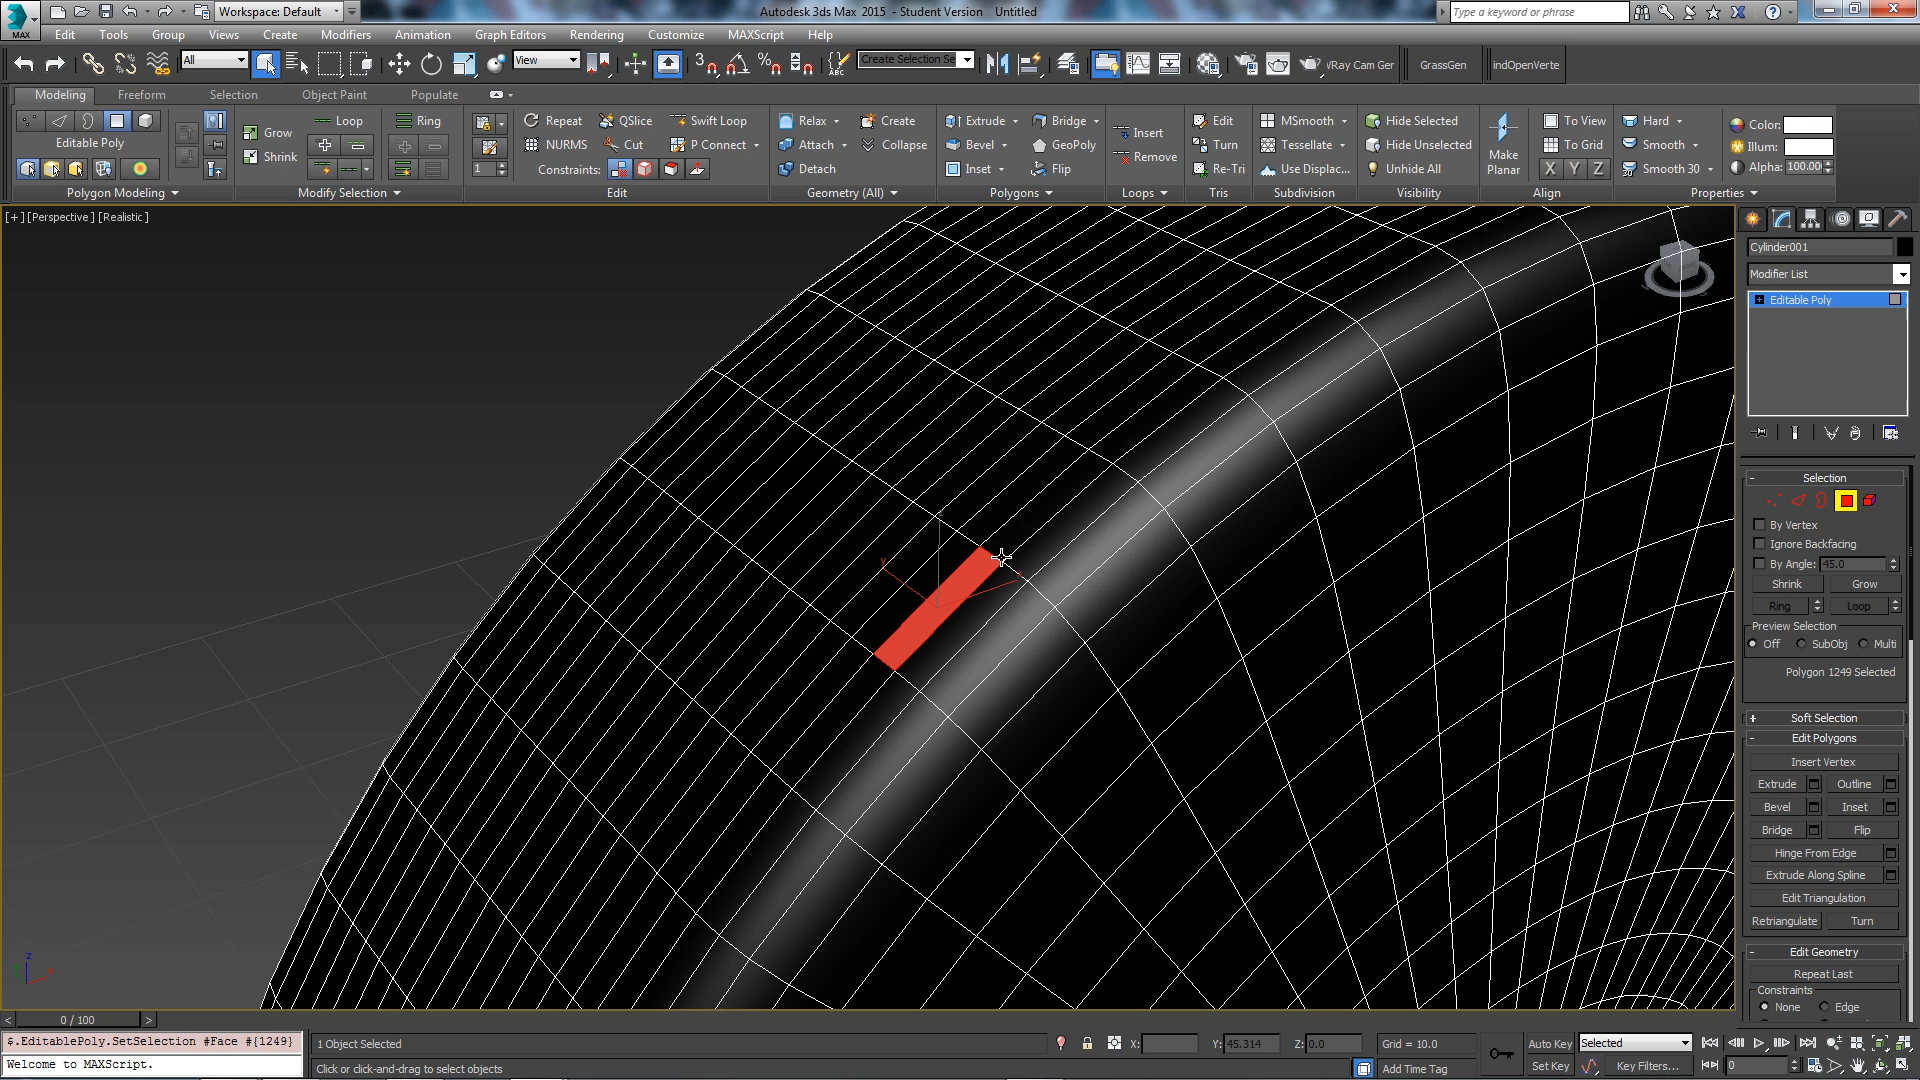 MAX
Workspace: Default
Autodesk 3ds Max 2015 - Student Version Untitled
Type a keyword or phrase
Edit Tools Group Views Create Modifiers Animation Graph Editors Rendering Customize MAXScript Help
All
View
ABC
Create Selection Se
VRay Cam Ger
GrassGen
indOpenVerte
Modeling Freeform Selection Object Paint Populate
Editable Poly
Grow
Shrink
Loop
Ring
1
Repeat QSlice Swift Loop
NURMS Cut P Connect
Constraints:
Relax Create
Attach Collapse
Detach
Extrude Bridge
Bevel GeoPoly
Inset Flip
Insert
Remove
Edit
Turn
Re-Tri
MSmooth
Tessellate
Use Displac...
Hide Selected
Hide Unselected
Unhide All
Make
Planar
To View
To Grid
X Y Z
Hard
Smooth
Smooth 30
Color:
Illum:
Alpha: 100.00
Polygon Modeling Modify Selection Edit Geometry (All) Polygons Loops Tris Subdivision Visibility Align Properties
[+] [Perspective] [Realistic]
Cylinder001
Modifier List
Editable Poly
Selection
By Vertex
Ignore Backfacing
By Angle: 45.0
Shrink Grow
Ring Loop
Preview Selection
Off SubObj Multi
Polygon 1249 Selected
Soft Selection
Edit Polygons
Insert Vertex
Extrude Outline
Bevel Inset
Bridge Flip
Hinge From Edge
Extrude Along Spline
Edit Triangulation
Retriangulate Turn
Edit Geometry
Repeat Last
Constraints
None Edge
< 0 / 100 >
$.EditablePoly.SetSelection #Face #{1249}
Welcome to MAXScript.
1 Object Selected
Click or click-and-drag to select objects
X: Y: 45.314 Z: 0.0 Grid = 10.0
Add Time Tag
Auto Key Selected
Set Key Key Filters...
0